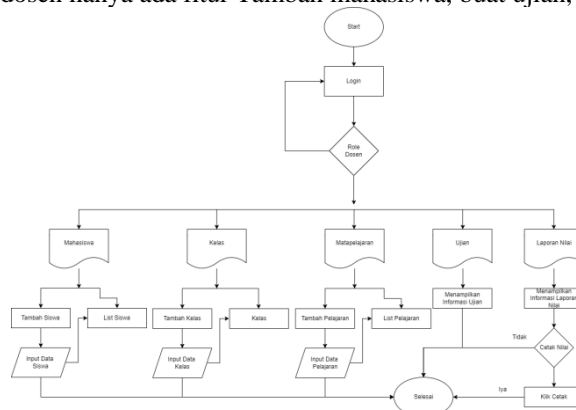 dosen hanya ada fitur Tambah mahasiswa, buat ujian,
Start
Login
Role
Dosen
Mahasiswa
Kelas
Matapelajaran
Ujian
Laporan Nilai
Tambah Siswa
List Siswa
Tambah Kelas
Kelas
Tambah Pelajaran
List Pelajaran
Menampilkan
Informasi Ujian
Menampilkan
Informasi Laporan
Nilai
Input Data
Siswa
Input Data
Kelas
Input Data
Pelajaran
Tidak
Cetak Nilai
Iya
Selesai
Klik Cetak